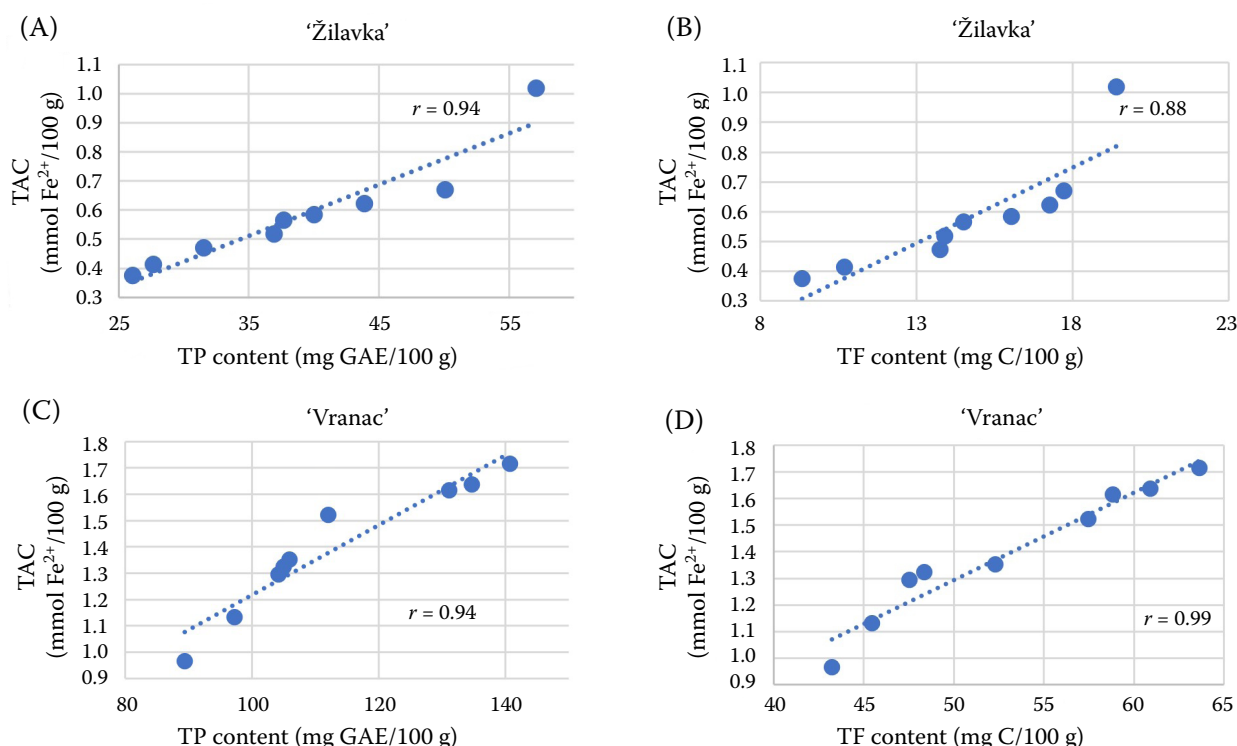 (A)
'Žilavka'
TAC
(mmol Fe²⁺/100 g)
1.1
1.0
0.9
0.8
0.7
0.6
0.5
0.4
0.3
r = 0.94
25 35 45 55
TP content (mg GAE/100 g)
(B)
'Žilavka'
TAC
(mmol Fe²⁺/100 g)
1.1
1.0
0.9
0.8
0.7
0.6
0.5
0.4
0.3
r = 0.88
8 13 18 23
TF content (mg C/100 g)
(C)
'Vranac'
TAC
(mmol Fe²⁺/100 g)
1.8
1.7
1.6
1.5
1.4
1.3
1.2
1.1
1.0
0.9
r = 0.94
80 100 120 140
TP content (mg GAE/100 g)
(D)
'Vranac'
TAC
(mmol Fe²⁺/100 g)
1.8
1.7
1.6
1.5
1.4
1.3
1.2
1.1
1.0
0.9
r = 0.99
40 45 50 55 60 65
TF content (mg C/100 g)